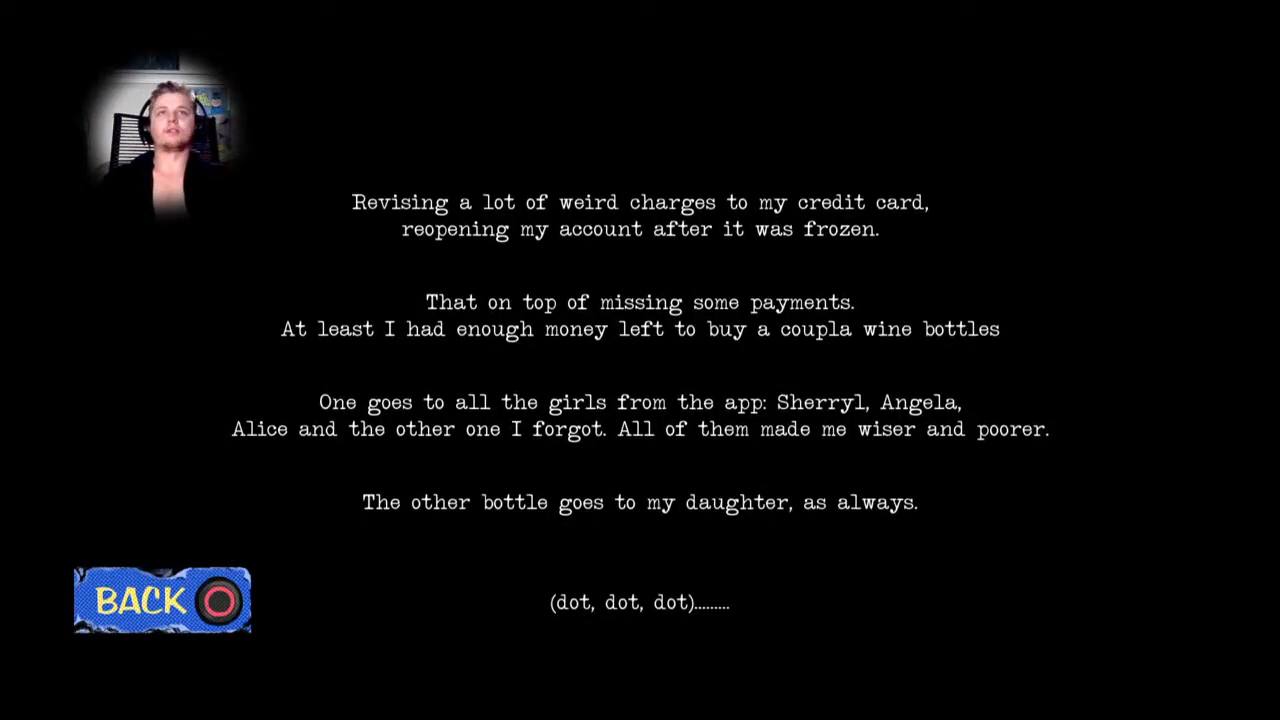 Revising a lot of weird charges to my credit card,
reopening my account after it was frozen.
That on top of missing some payments.
At least I had enough money left to buy a coupla wine bottles
One goes to all the girls from the app: Sherryl, Angela,
Alice and the other one I forgot. All of them made me wiser and poorer.
The other bottle goes to my daughter, as always.
BACK
(dot, dot, dot).........